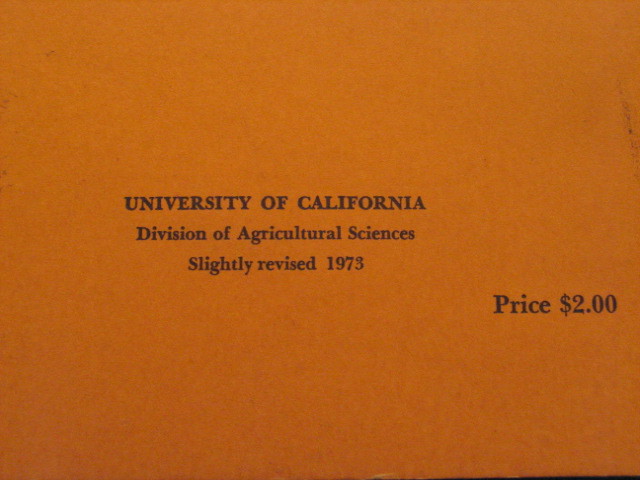 UNIVERSITY OF CALIFORNIA
Division of Agricultural Sciences
Slightly revised 1973
Price $2.00